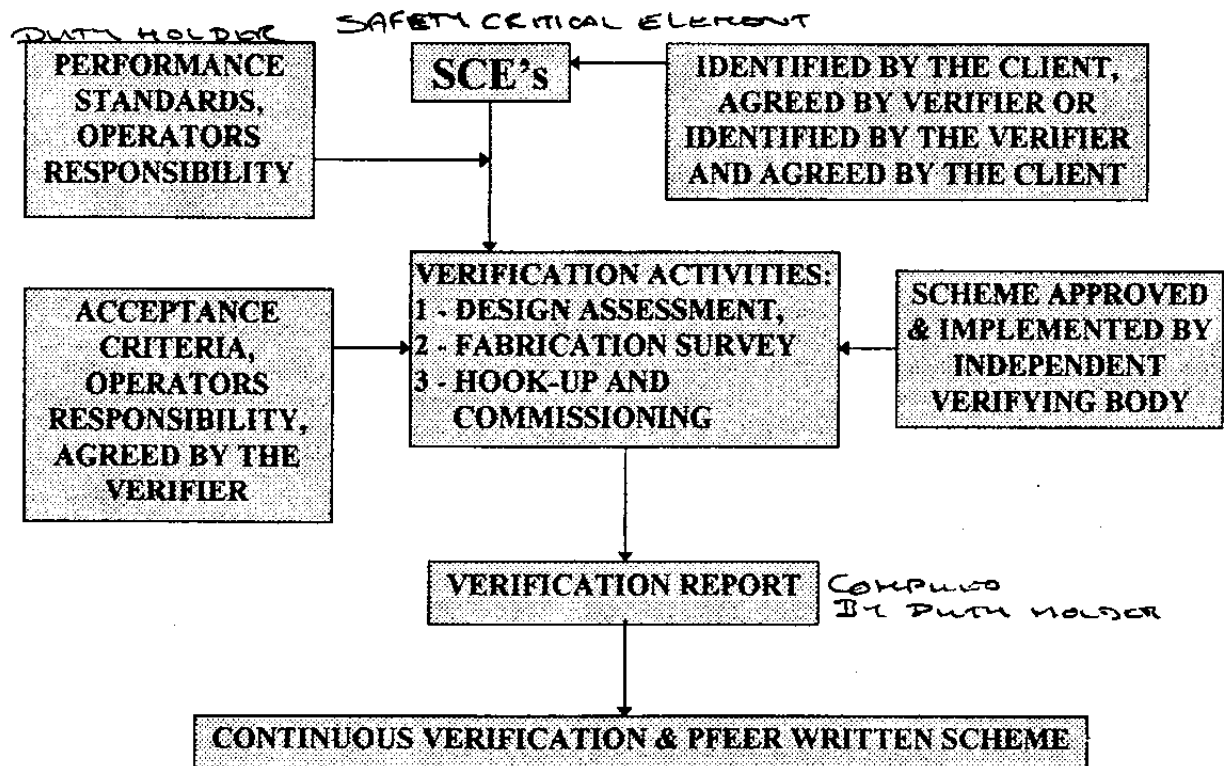 DUTY HOLDER
SAFETY CRITICAL ELEMENT
PERFORMANCE
STANDARDS,
OPERATORS
RESPONSIBILITY
SCE's
IDENTIFIED BY THE CLIENT,
AGREED BY VERIFIER OR
IDENTIFIED BY THE VERIFIER
AND AGREED BY THE CLIENT
ACCEPTANCE
CRITERIA,
OPERATORS
RESPONSIBILITY,
AGREED BY THE
VERIFIER
VERIFICATION ACTIVITIES:
1 - DESIGN ASSESSMENT,
2 - FABRICATION SURVEY
3 - HOOK-UP AND
COMMISSIONING
SCHEME APPROVED
& IMPLEMENTED BY
INDEPENDENT
VERIFYING BODY
VERIFICATION REPORT
COMPILED
BY DUTY HOLDER
CONTINUOUS VERIFICATION & PFEER WRITTEN SCHEME